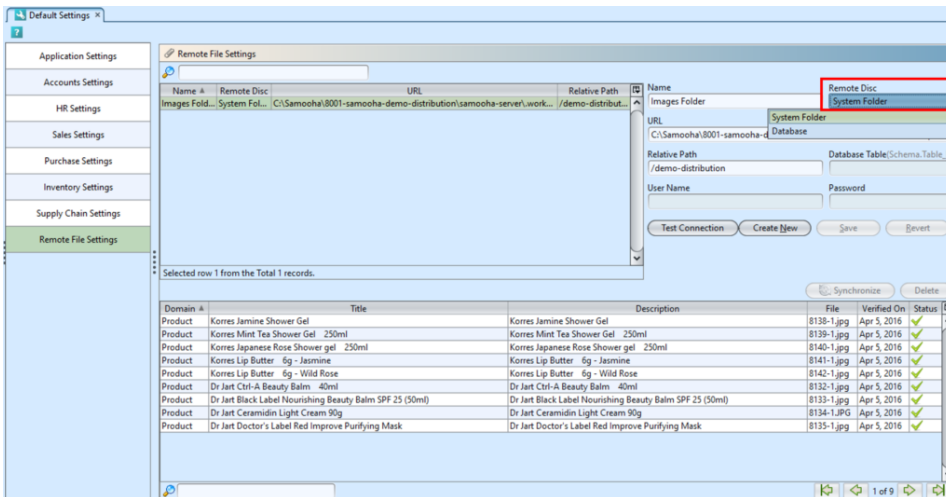 Default Settings ×
?
Application Settings
Accounts Settings
HR Settings
Sales Settings
Purchase Settings
Inventory Settings
Supply Chain Settings
Remote File Settings
Remote File Settings
Name Remote Disc URL Relative Path
Images Fold... System Fol... C:\Samooha\8001-samooha-demo-distribution\samooha-server\.work... /demo-distribut...
Selected row 1 from the Total 1 records.
Name Remote Disc
Images Folder System Folder
System Folder
Database
URL
C:\Samooha\8001-samooha-d
Relative Path Database Table(Schema.Table_
/demo-distribution
User Name Password
Test Connection Create New Save Revert
Synchronize Delete
Domain Title Description File Verified On Status
Product Korres Jamine Shower Gel Korres Jamine Shower Gel 8138-1.jpg Apr 5, 2016
Product Korres Mint Tea Shower Gel 250ml Korres Mint Tea Shower Gel 250ml 8139-1.jpg Apr 5, 2016
Product Korres Japanese Rose Shower gel 250ml Korres Japanese Rose Shower gel 250ml 8140-1.jpg Apr 5, 2016
Product Korres Lip Butter 6g - Jasmine Korres Lip Butter 6g - Jasmine 8141-1.jpg Apr 5, 2016
Product Korres Lip Butter 6g - Wild Rose Korres Lip Butter 6g - Wild Rose 8142-1.jpg Apr 5, 2016
Product Dr Jart Ctrl-A Beauty Balm 40ml Dr Jart Ctrl-A Beauty Balm 40ml 8132-1.jpg Apr 5, 2016
Product Dr Jart Black Label Nourishing Beauty Balm SPF 25 (50ml) Dr Jart Black Label Nourishing Beauty Balm SPF 25 (50ml) 8133-1.jpg Apr 5, 2016
Product Dr Jart Ceramidin Light Cream 90g Dr Jart Ceramidin Light Cream 90g 8134-1.JPG Apr 5, 2016
Product Dr Jart Doctor's Label Red Improve Purifying Mask Dr Jart Doctor's Label Red Improve Purifying Mask 8135-1.jpg Apr 5, 2016
1 of 9